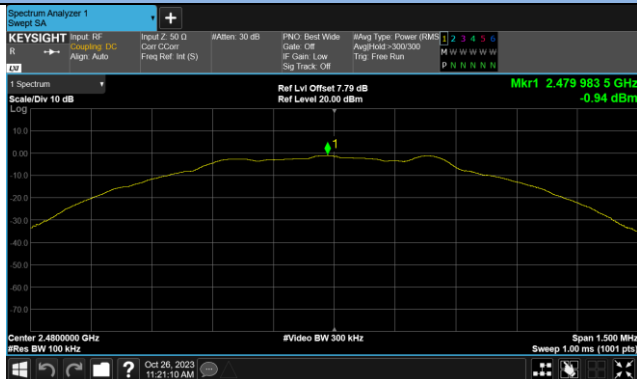 Spectrum Analyzer 1
Swept SA
+
KEYSIGHT Input: RF Input Z: 50 Ω #Atten: 30 dB PNO: Best Wide #Avg Type: Power (RMS 1 2 3 4 5 6
R Coupling: DC Corr CCorr Gate: Off Avg|Hold:>300/300 M W W W W W
Align: Auto Freq Ref: Int (S) IF Gain: Low Trig: Free Run
Sig Track: Off P N N N N N
LXI
1 Spectrum Ref Lvl Offset 7.79 dB Mkr1 2.479 983 5 GHz
Scale/Div 10 dB Ref Level 20.00 dBm -0.94 dBm
Log
10.0
0.00 1
-10.0
-20.0
-30.0
-40.0
-50.0
-60.0
-70.0
Center 2.4800000 GHz #Video BW 300 kHz Span 1.500 MHz
#Res BW 100 kHz Sweep 1.00 ms (1001 pts)
? Oct 26, 2023
11:21:10 AM